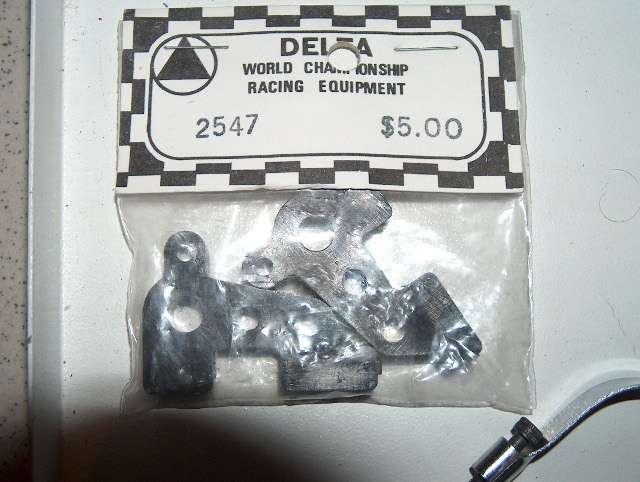 DELTA
WORLD CHAMPIONSHIP
RACING EQUIPMENT
2547 $5.00